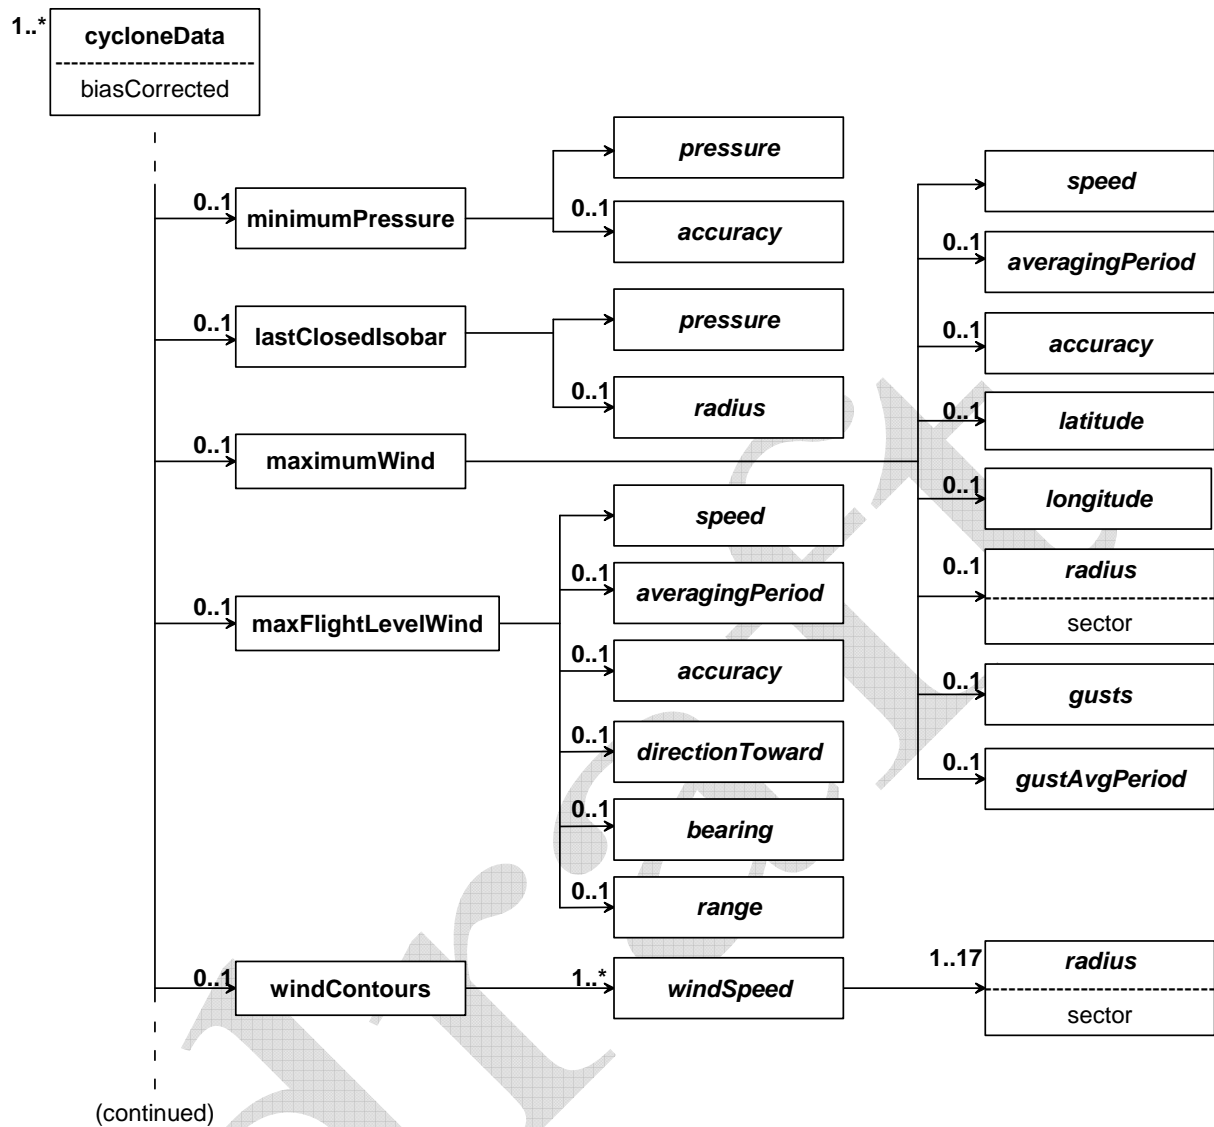 1..*
cycloneData
biasCorrected
0..1
minimumPressure
pressure
0..1
accuracy
0..1
lastClosedIsobar
pressure
0..1
radius
0..1
maximumWind
speed
0..1
averagingPeriod
0..1
accuracy
0..1
latitude
0..1
longitude
0..1
radius
sector
0..1
gusts
0..1
gustAvgPeriod
0..1
maxFlightLevelWind
speed
0..1
averagingPeriod
0..1
accuracy
0..1
directionToward
0..1
bearing
0..1
range
0..1
windContours
1..*
windSpeed
1..17
radius
sector
(continued)
draft